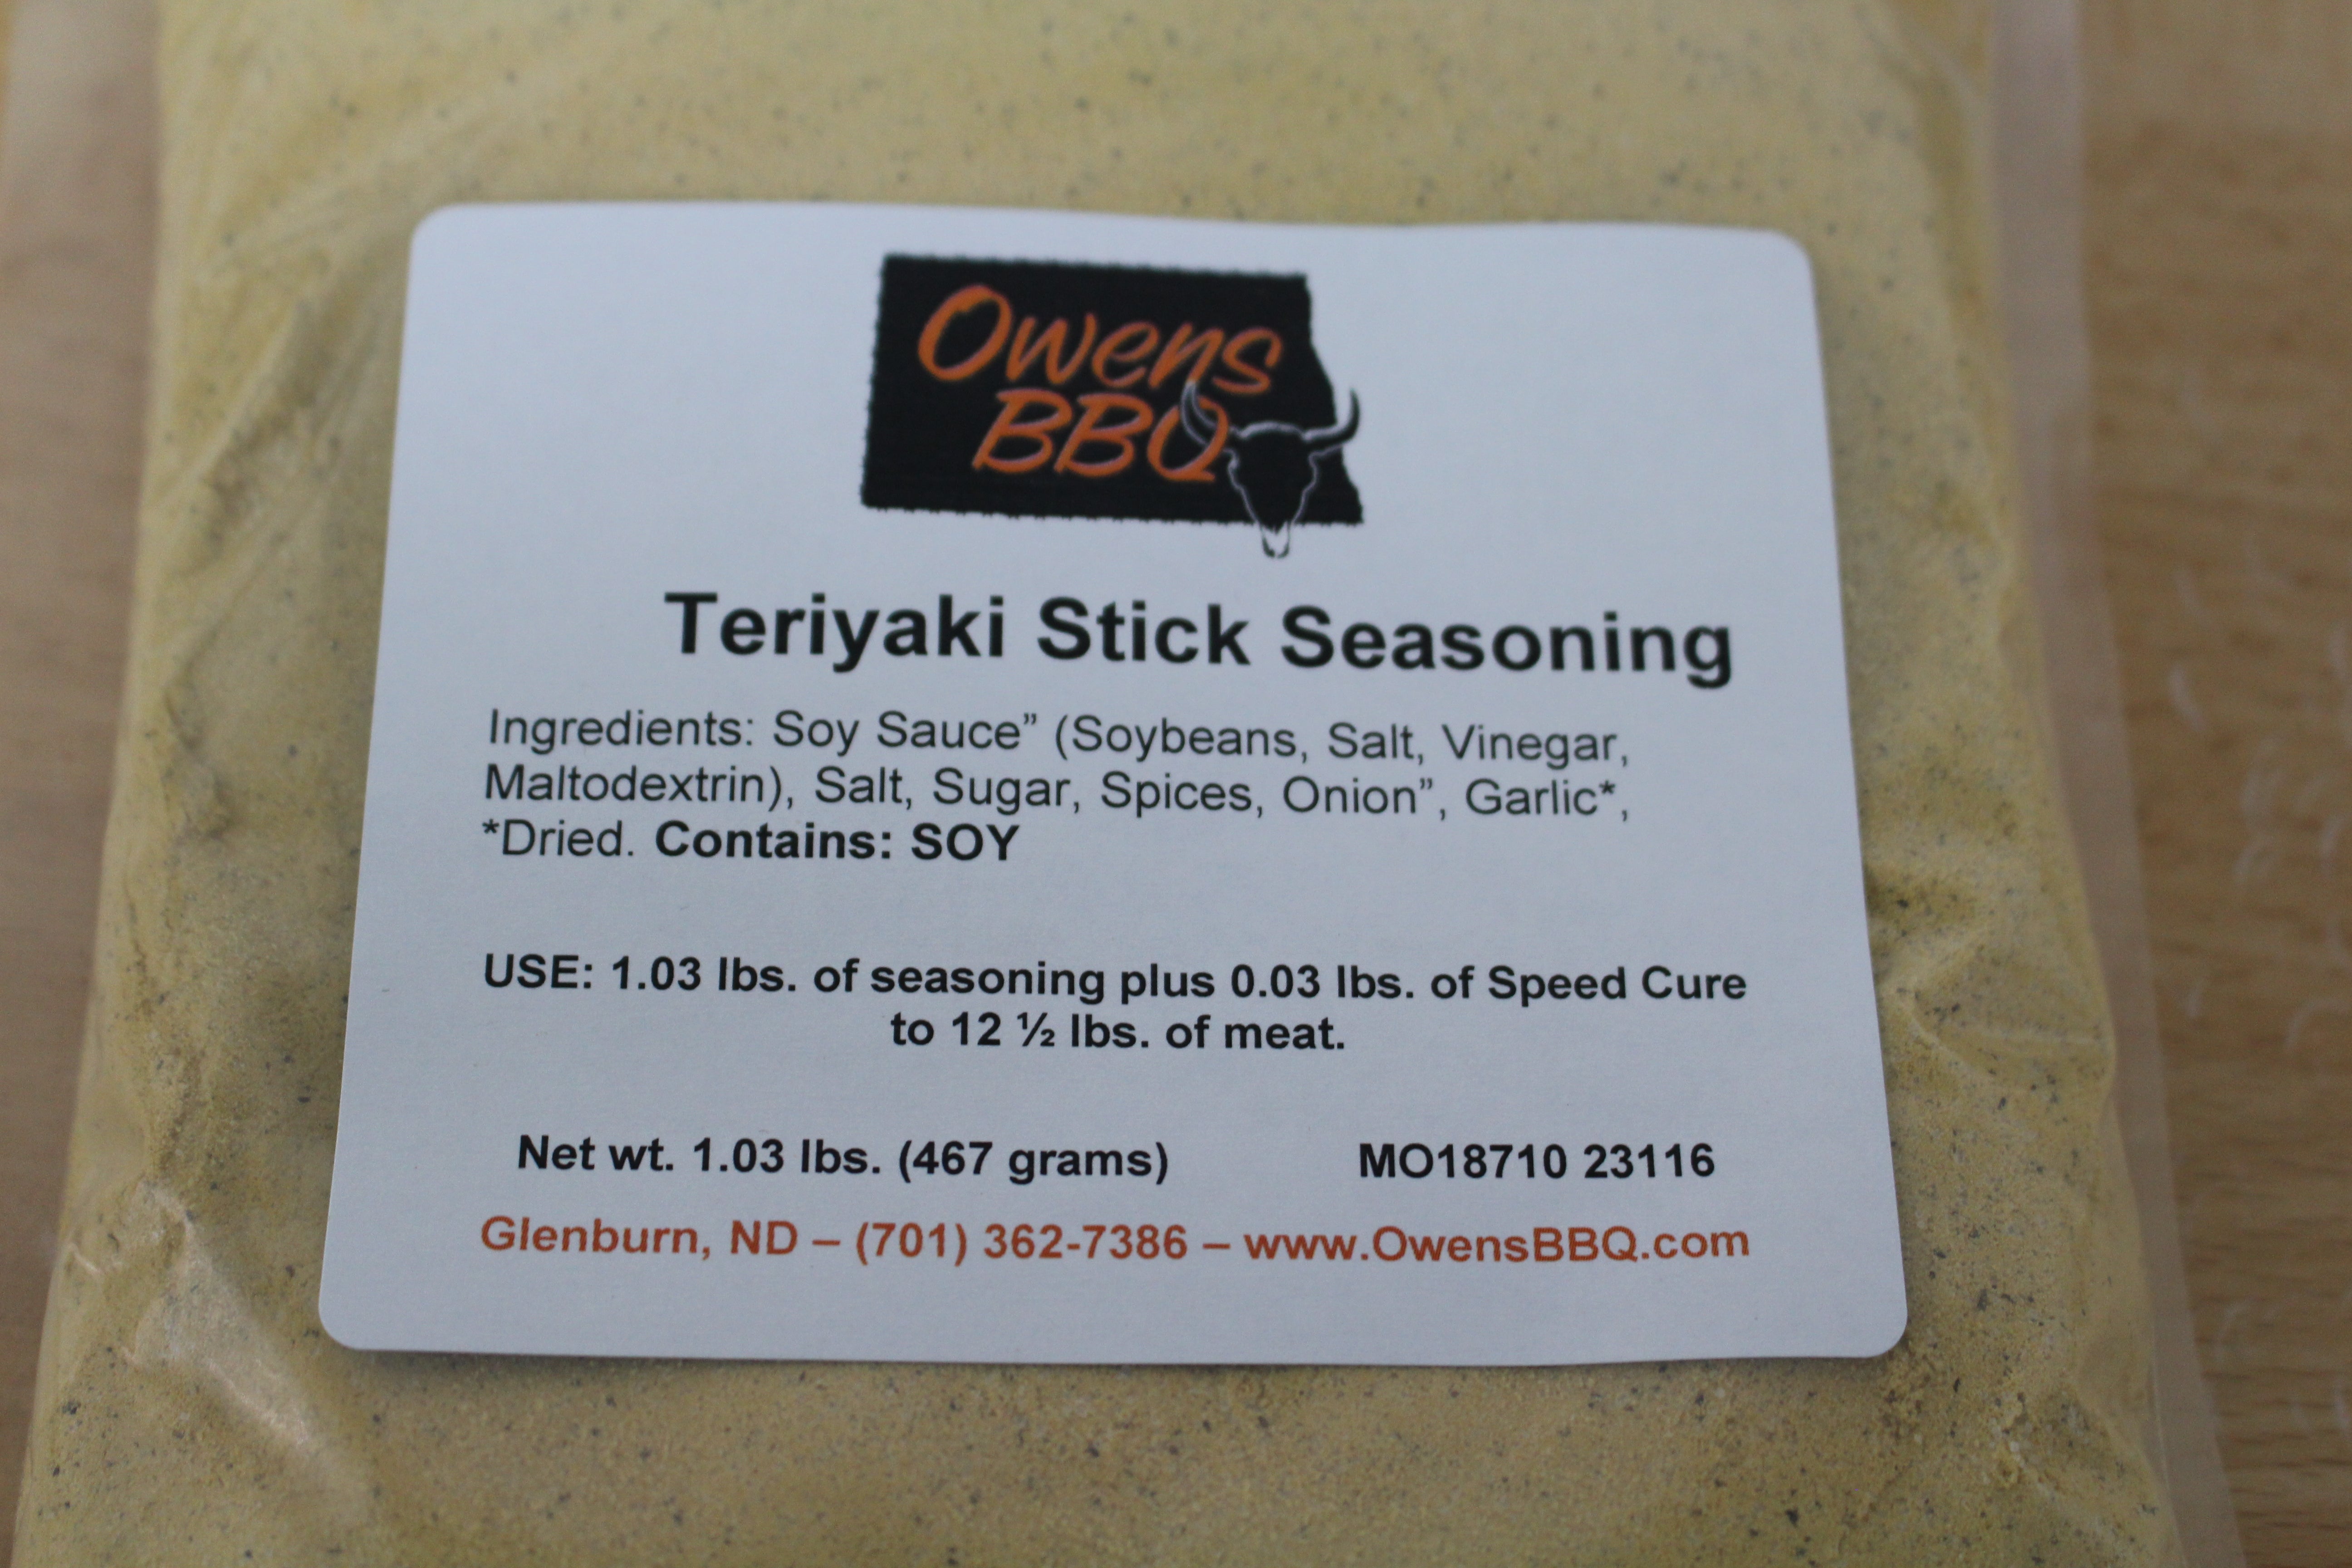 Owens
BBQ
Teriyaki Stick Seasoning
Ingredients: Soy Sauce” (Soybeans, Salt, Vinegar,
Maltodextrin), Salt, Sugar, Spices, Onion”, Garlic*,
*Dried. Contains: SOY
USE: 1.03 lbs. of seasoning plus 0.03 lbs. of Speed Cure
to 12 ½ lbs. of meat.
Net wt. 1.03 lbs. (467 grams) MO18710 23116
Glenburn, ND – (701) 362-7386 – www.OwensBBQ.com